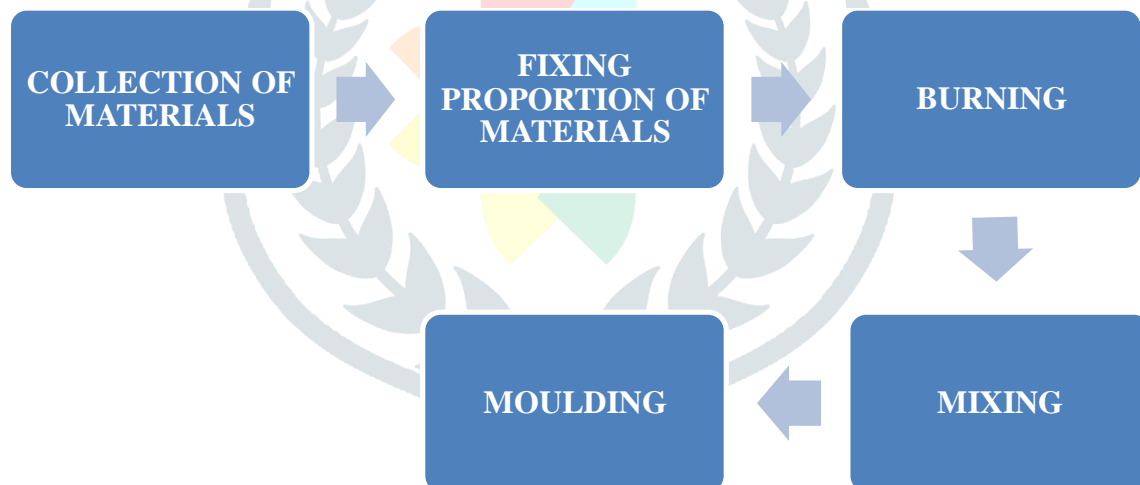 COLLECTION OF
MATERIALS
FIXING
PROPORTION OF
MATERIALS
BURNING
MIXING
MOULDING